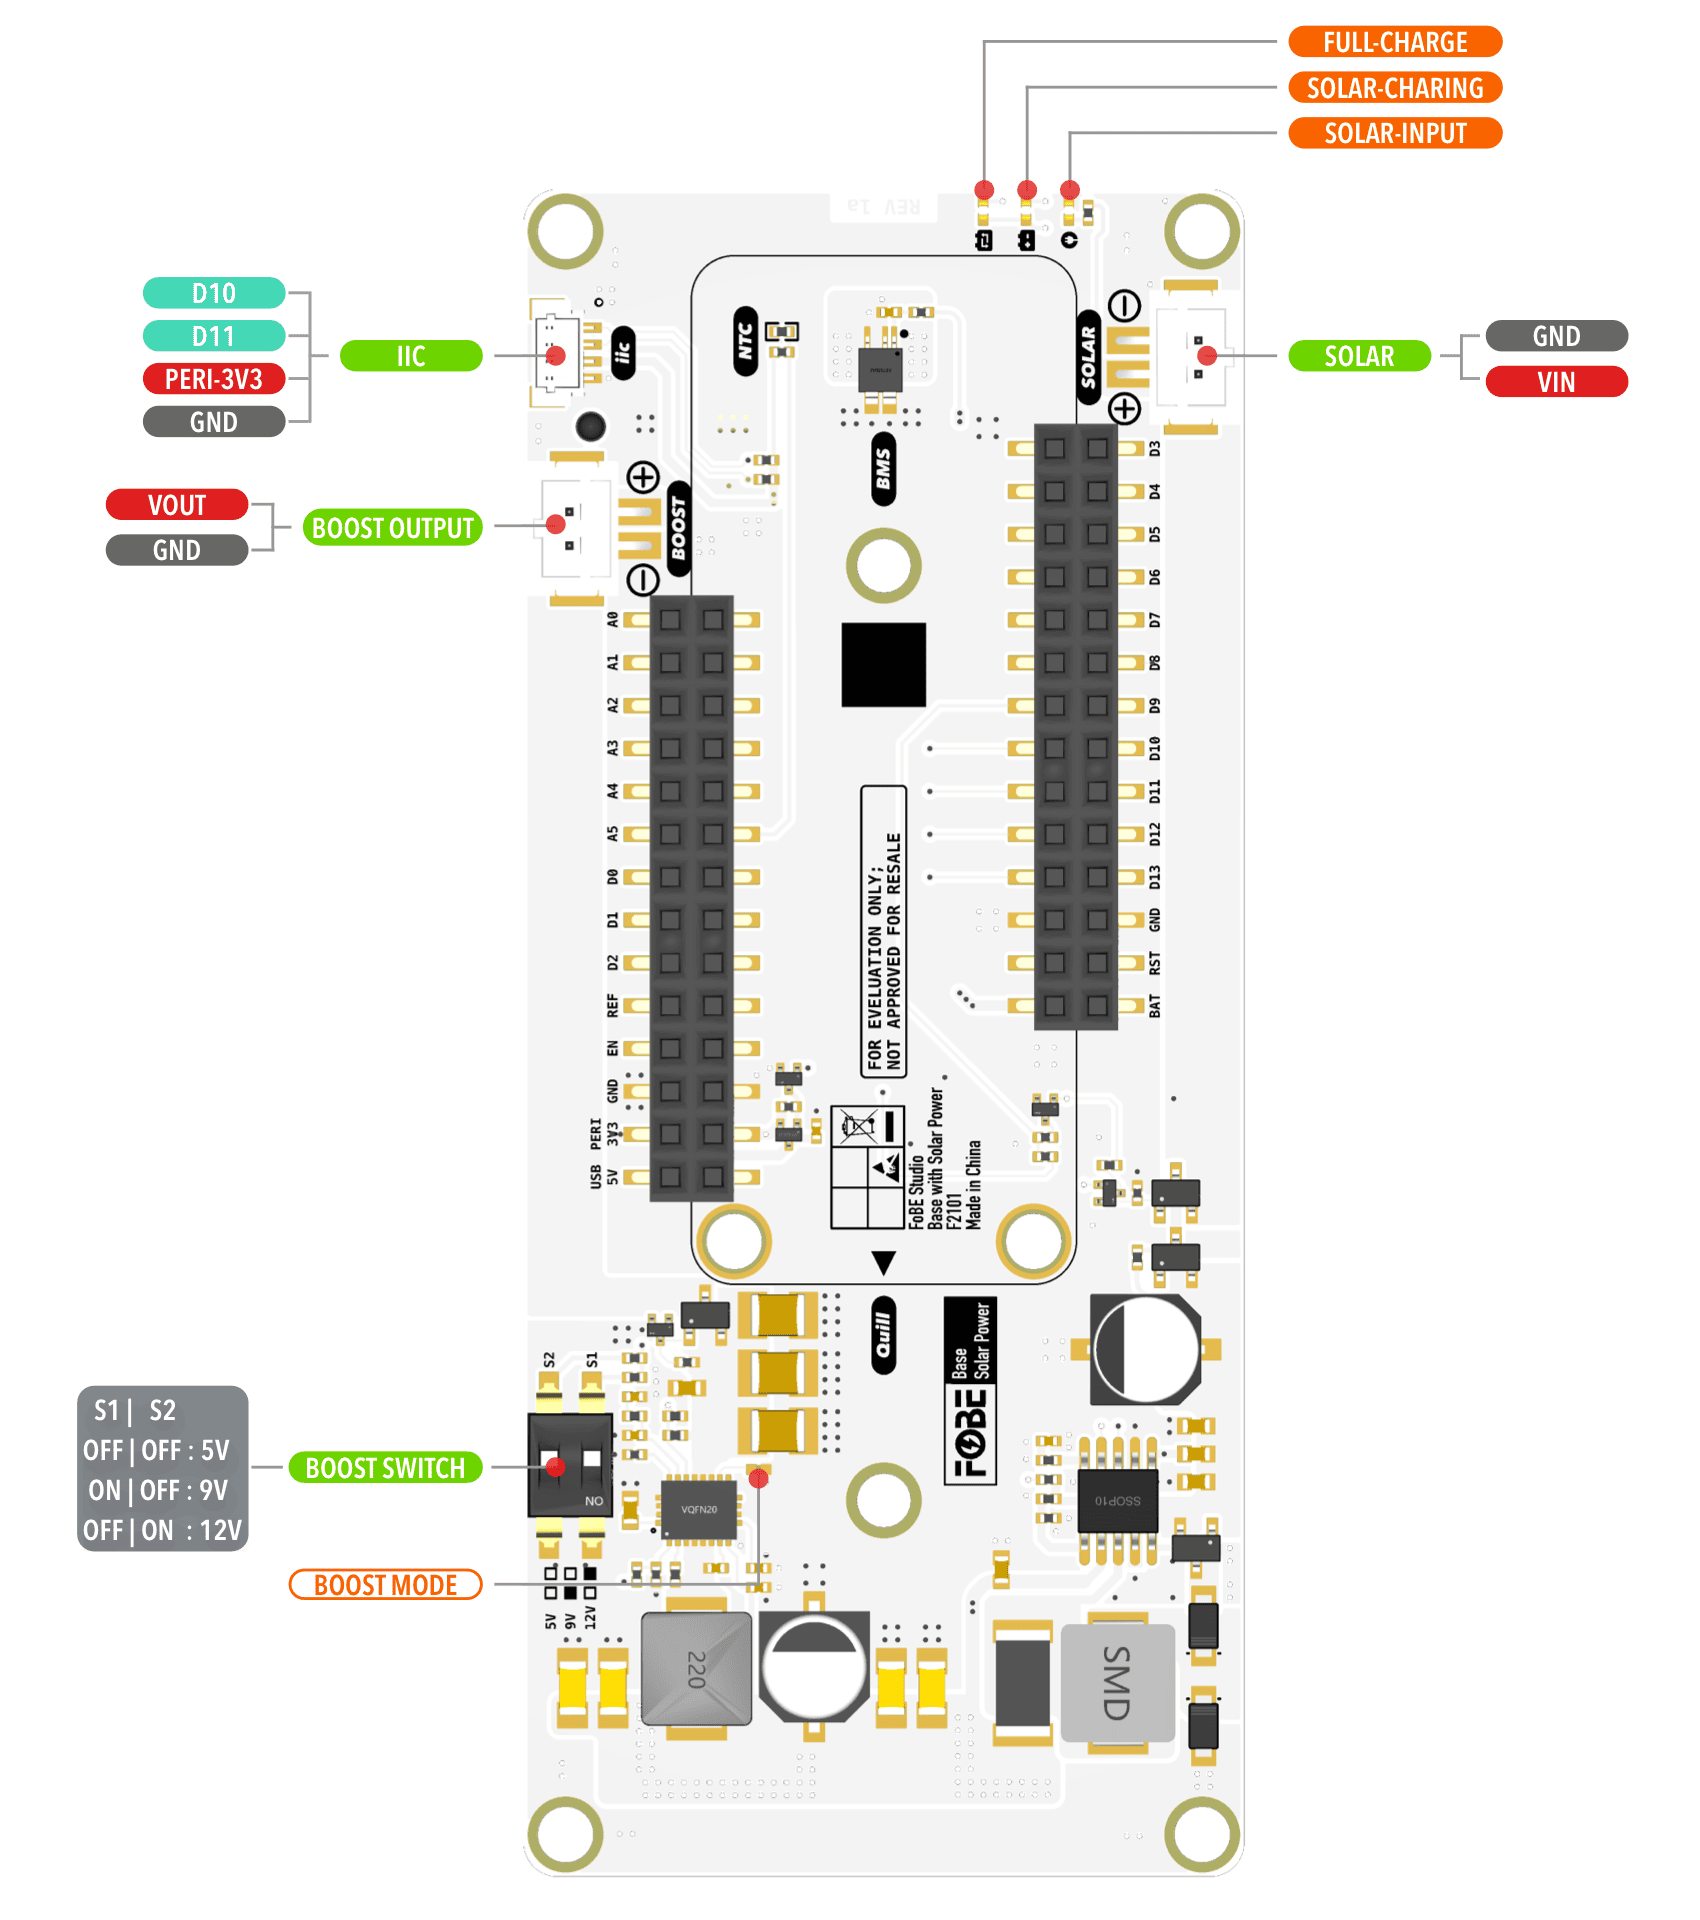 FULL-CHARGE
SOLAR-CHARING
SOLAR-INPUT
REV 1a
D10
D11
PERI-3V3
GND
IIC
iic
NTC
SOLAR
SOLAR
GND
VIN
BMS
VOUT
GND
BOOST OUTPUT
BOOST
A0
A1
A2
A3
A4
A5
D0
D1
D2
REF
EN
GND
PERI
3V3
USB
5V
D3
D4
D5
D6
D7
D8
D9
D10
D11
D12
D13
GND
RST
BAT
FOR EVELUATION ONLY;
NOT APPROVED FOR RESALE
FoBE Studio
Base with Solar Power
F2101
Made in China
Quill
Base
Solar Power
FOBE
S2
S1
S1 | S2
OFF | OFF : 5V
ON | OFF : 9V
OFF | ON : 12V
BOOST SWITCH
ON
VQFN20
SSOP10
BOOST MODE
5V
9V
12V
220
SMD